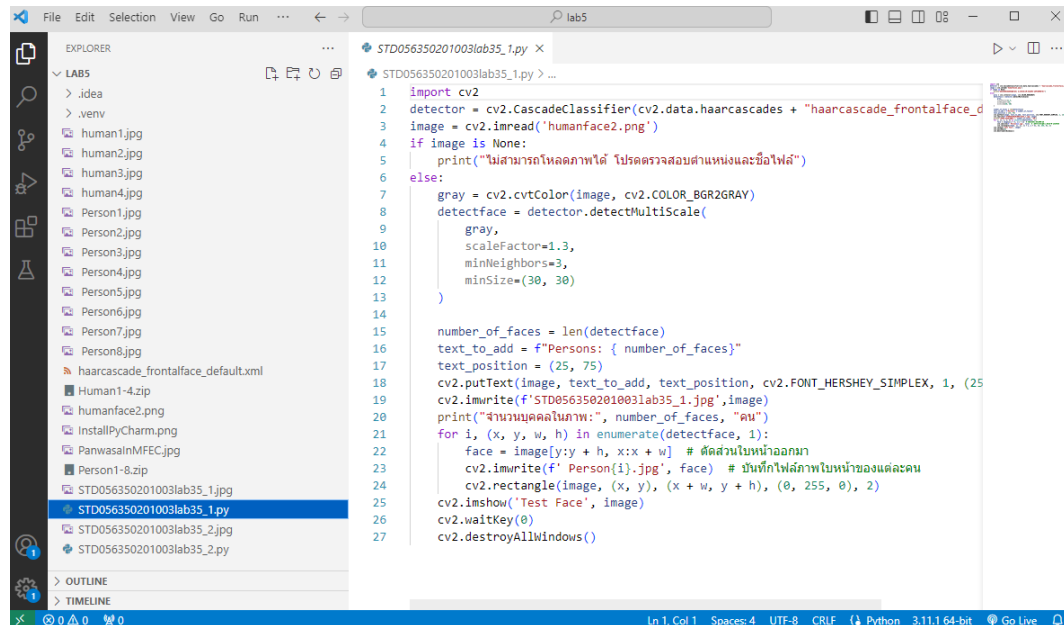 File Edit Selection View Go Run ··· lab5
EXPLORER
LAB5
.idea
.venv
human1.jpg
human2.jpg
human3.jpg
human4.jpg
Person1.jpg
Person2.jpg
Person3.jpg
Person4.jpg
Person5.jpg
Person6.jpg
Person7.jpg
Person8.jpg
haarcascade_frontalface_default.xml
Human1-4.zip
humanface2.png
InstallPyCharm.png
PanwasaInMFEC.jpg
Person1-8.zip
STD056350201003lab35_1.jpg
STD056350201003lab35_1.py
STD056350201003lab35_2.jpg
STD056350201003lab35_2.py
OUTLINE
TIMELINE
STD056350201003lab35_1.py
STD056350201003lab35_1.py > ...
1 import cv2
2 detector = cv2.CascadeClassifier(cv2.data.haarcascades + "haarcascade_frontalface_d
3 image = cv2.imread('humanface2.png')
4 if image is None:
5     print("ไม่สามารถโหลดภาพได้ โปรดตรวจสอบตำแหน่งและชื่อไฟล์")
6 else:
7     gray = cv2.cvtColor(image, cv2.COLOR_BGR2GRAY)
8     detectface = detector.detectMultiScale(
9         gray,
10         scaleFactor=1.3,
11         minNeighbors=3,
12         minSize=(30, 30)
13     )
14
15     number_of_faces = len(detectface)
16     text_to_add = f"Persons: { number_of_faces}"
17     text_position = (25, 75)
18     cv2.putText(image, text_to_add, text_position, cv2.FONT_HERSHEY_SIMPLEX, 1, (25
19     cv2.imwrite(f'STD056350201003lab35_1.jpg',image)
20     print("จำนวนบุคคลในภาพ:", number_of_faces, "คน")
21     for i, (x, y, w, h) in enumerate(detectface, 1):
22         face = image[y:y + h, x:x + w]  # ตัดส่วนใบหน้าออกมา
23         cv2.imwrite(f' Person{i}.jpg', face)  # บันทึกไฟล์ภาพใบหน้าของแต่ละคน
24         cv2.rectangle(image, (x, y), (x + w, y + h), (0, 255, 0), 2)
25     cv2.imshow('Test Face', image)
26     cv2.waitKey(0)
27     cv2.destroyAllWindows()
1
1
0 0 0 Ln 1, Col 1 Spaces: 4 UTF-8 CRLF Python 3.11.1 64-bit Go Live